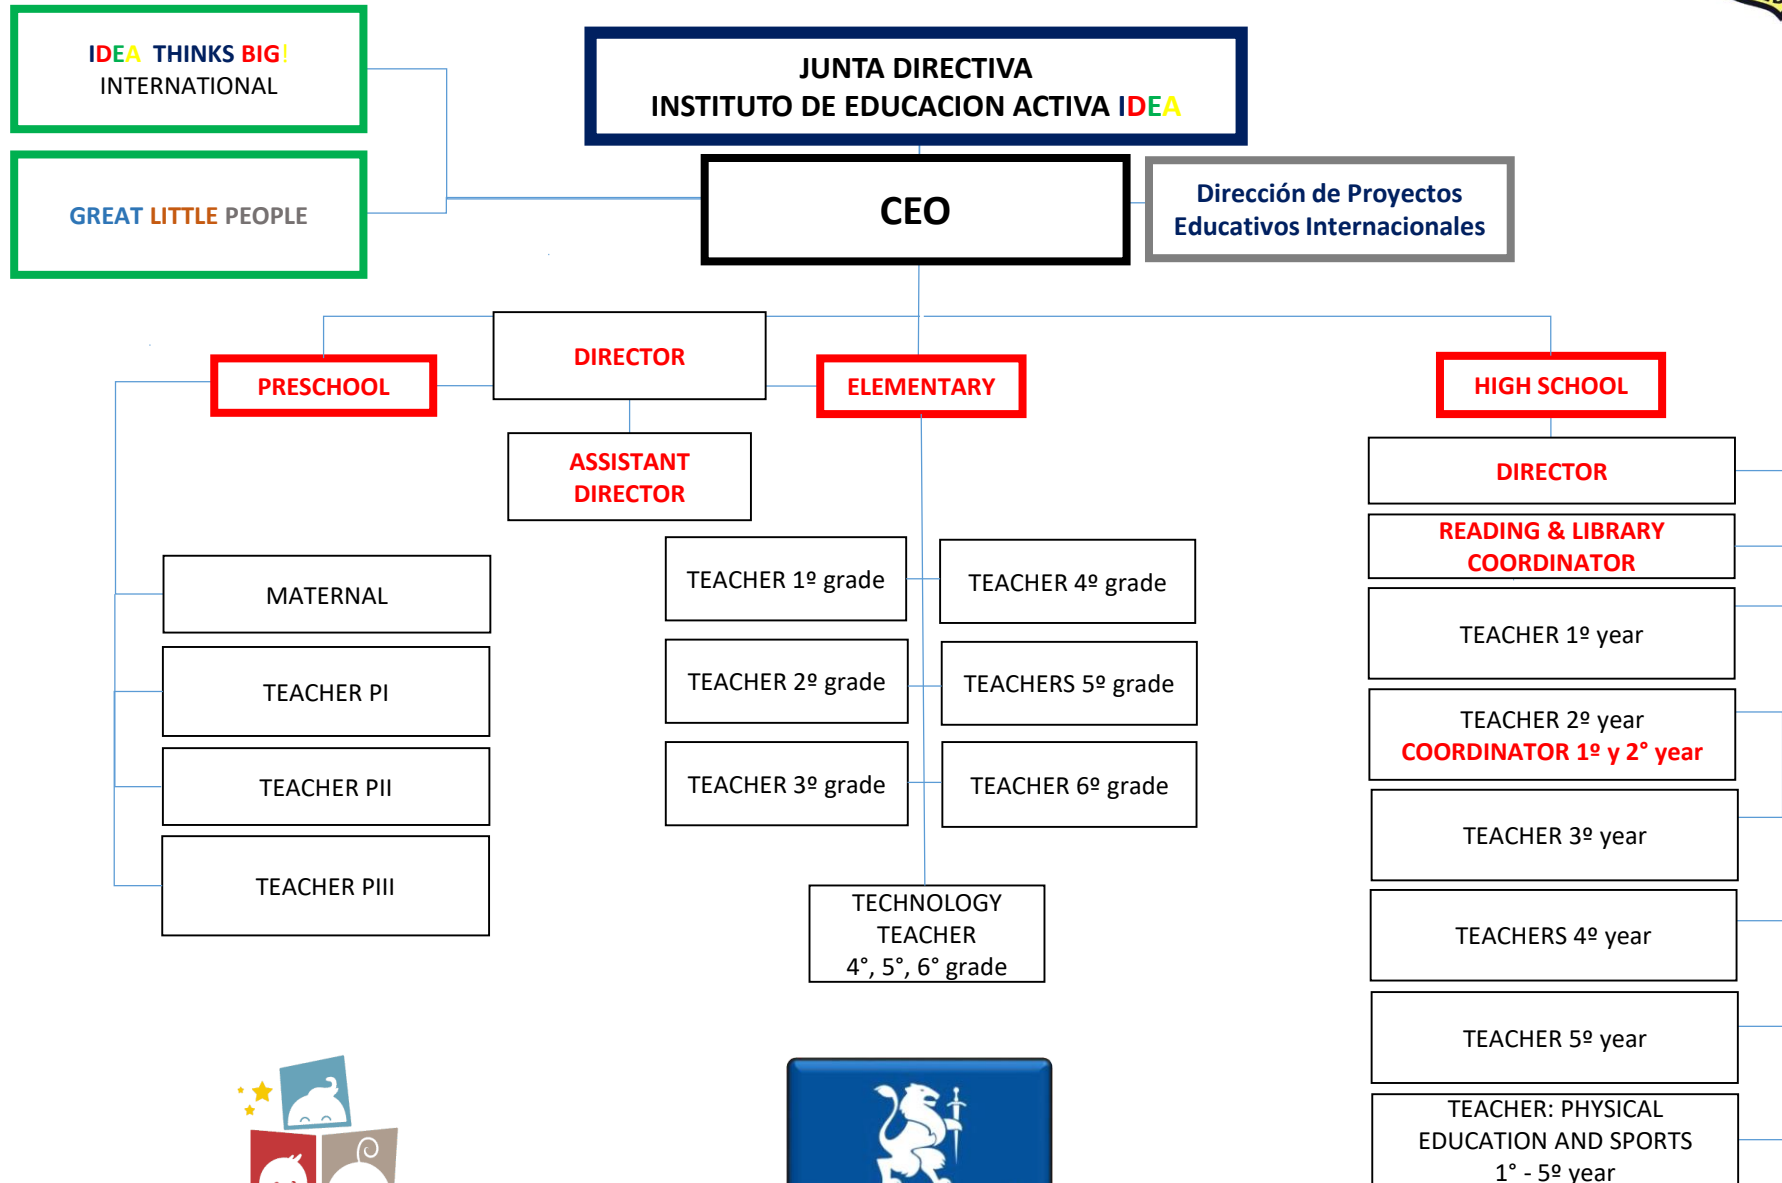 IDEA THINKS BIG!
INTERNATIONAL
JUNTA DIRECTIVA
INSTITUTO DE EDUCACION ACTIVA IDEA
GREAT LITTLE PEOPLE
CEO
Dirección de Proyectos
Educativos Internacionales
DIRECTOR
PRESCHOOL
ELEMENTARY
HIGH SCHOOL
ASSISTANT
DIRECTOR
MATERNAL
TEACHER PI
TEACHER PII
TEACHER PIII
TEACHER 1º grade
TEACHER 4º grade
TEACHER 2º grade
TEACHERS 5º grade
TEACHER 3º grade
TEACHER 6º grade
TECHNOLOGY
TEACHER
4°, 5°, 6° grade
DIRECTOR
READING & LIBRARY
COORDINATOR
TEACHER 1º year
TEACHER 2º year
COORDINATOR 1º y 2° year
TEACHER 3º year
TEACHERS 4º year
TEACHER 5º year
TEACHER: PHYSICAL
EDUCATION AND SPORTS
1° - 5º year